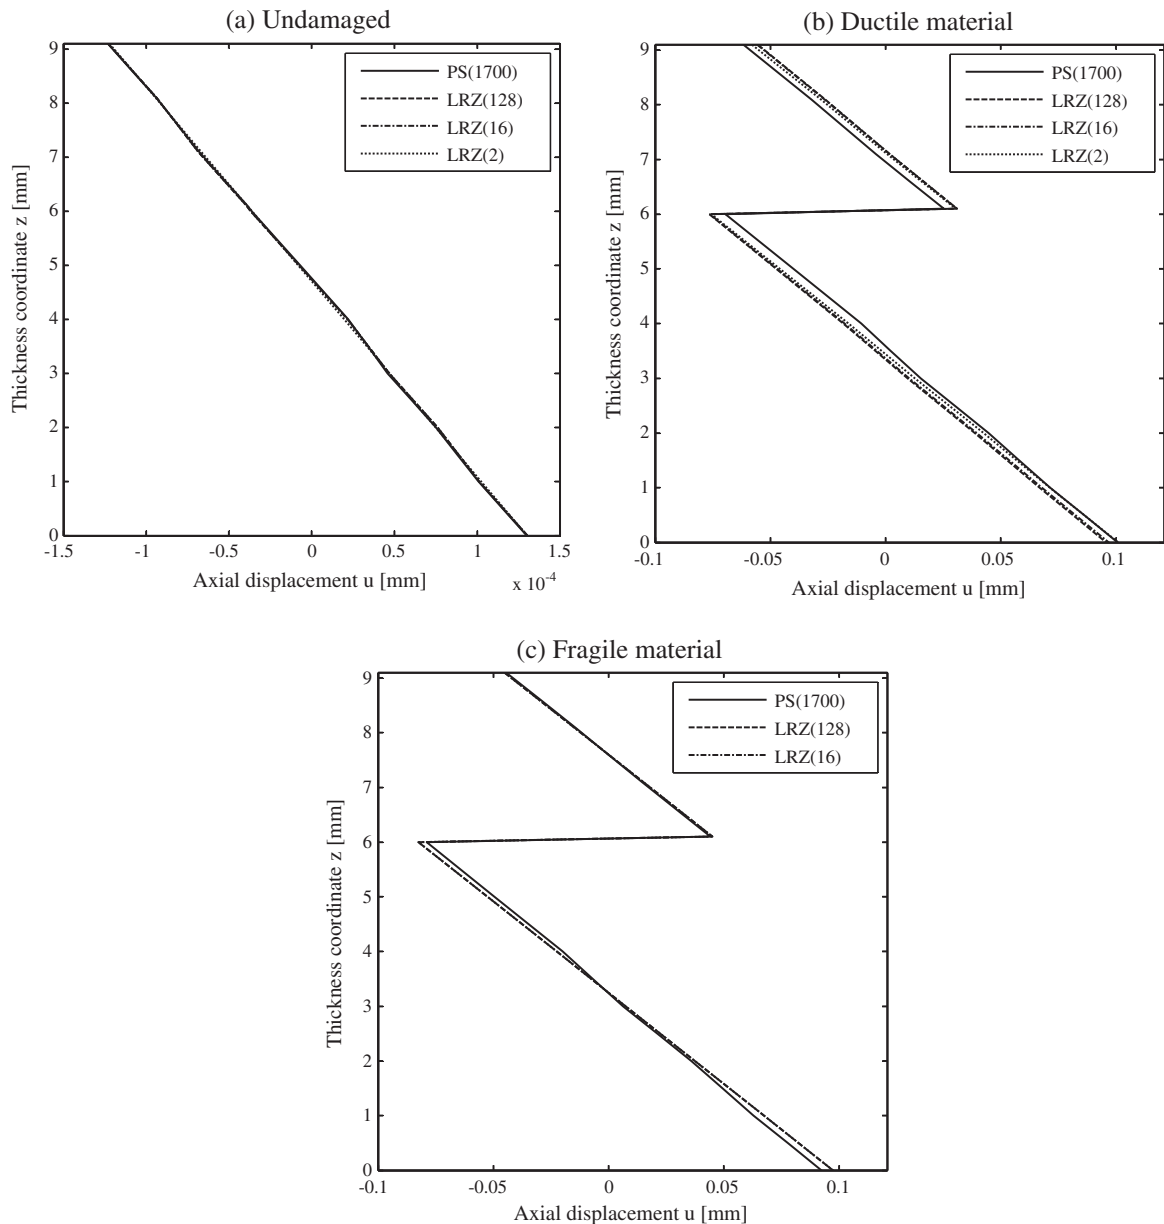 (a) Undamaged
9
8
7
6
5
4
3
2
1
0
Thickness coordinate z [mm]
PS(1700)
LRZ(128)
LRZ(16)
LRZ(2)
-1.5
-1
-0.5
0
0.5
1
1.5
Axial displacement u [mm]
x 10-4
(b) Ductile material
9
8
7
6
5
4
3
2
1
0
Thickness coordinate z [mm]
PS(1700)
LRZ(128)
LRZ(16)
LRZ(2)
-0.1
-0.05
0
0.05
0.1
Axial displacement u [mm]
(c) Fragile material
9
8
7
6
5
4
3
2
1
0
Thickness coordinate z [mm]
PS(1700)
LRZ(128)
LRZ(16)
-0.1
-0.05
0
0.05
0.1
Axial displacement u [mm]